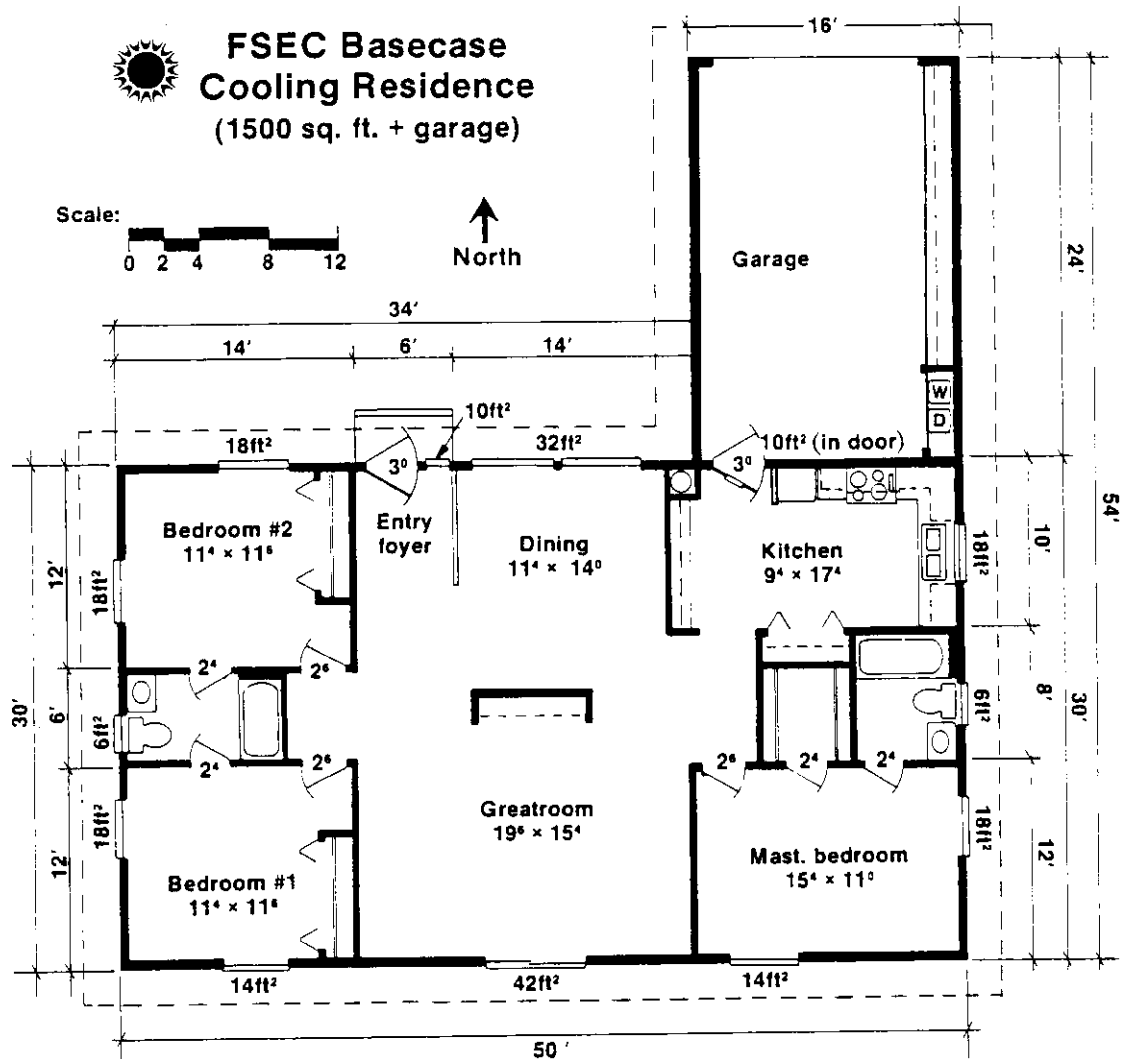 FSEC Basecase
Cooling Residence
(1500 sq. ft. + garage)
16′
Scale:
0 2 4 8 12
North
Garage
24′
34′
14′ 6′ 14′
W
D
10ft²
18ft²
32ft²
10ft² (in door)
3⁰
3⁰
54′
Bedroom #2
11⁴ × 11⁶
Entry
foyer
Dining
11⁴ × 14⁰
Kitchen
9⁴ × 17⁴
18ft²
10′
12′
18ft²
2⁴
2⁶
30′
6′
6ft²
6ft²
8′
30′
2⁴
2⁶
2⁶
2⁴
2⁴
Greatroom
19⁶ × 15⁴
18ft²
12′
Bedroom #1
11⁴ × 11⁶
Mast. bedroom
15⁴ × 11⁰
18ft²
12′
14ft²
42ft²
14ft²
50′